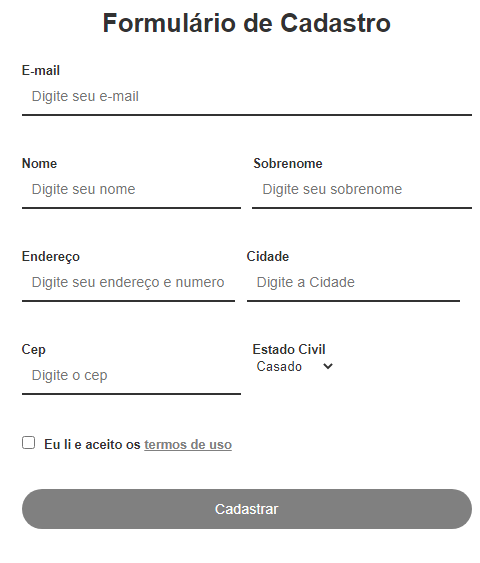 Formulário de Cadastro
E-mail
Digite seu e-mail
Nome Sobrenome
Digite seu nome Digite seu sobrenome
Endereço Cidade
Digite seu endereço e numero Digite a Cidade
Cep Estado Civil
Digite o cep Casado
Eu li e aceito os termos de uso
Cadastrar